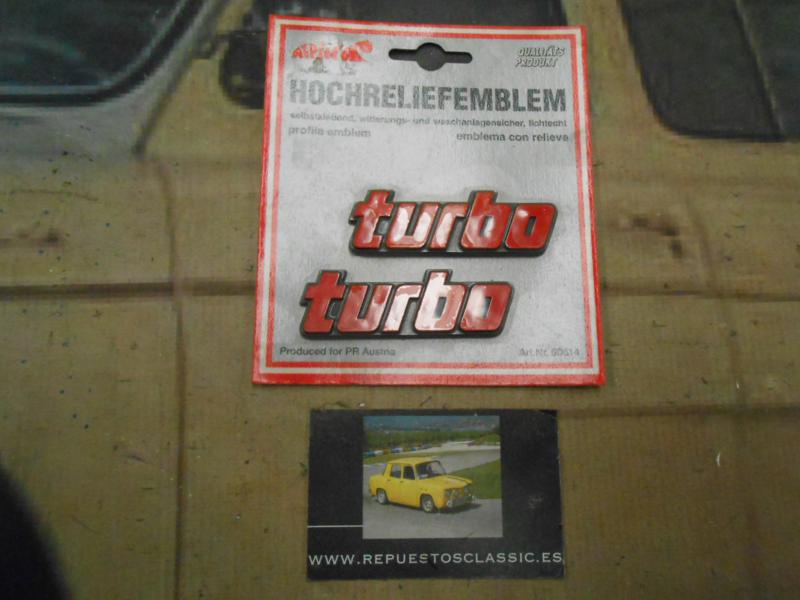 QUALITÄTS
PRODUKT
HOCHRELIEFEMBLEM
selbstklebend, witterungs- und waschanlagensicher, lichtecht
profile emblem
emblema con relieve
turbo
turbo
Produced for PR Austria
Art.Nr. 60614
WWW.REPUESTOSCLASSIC.ES